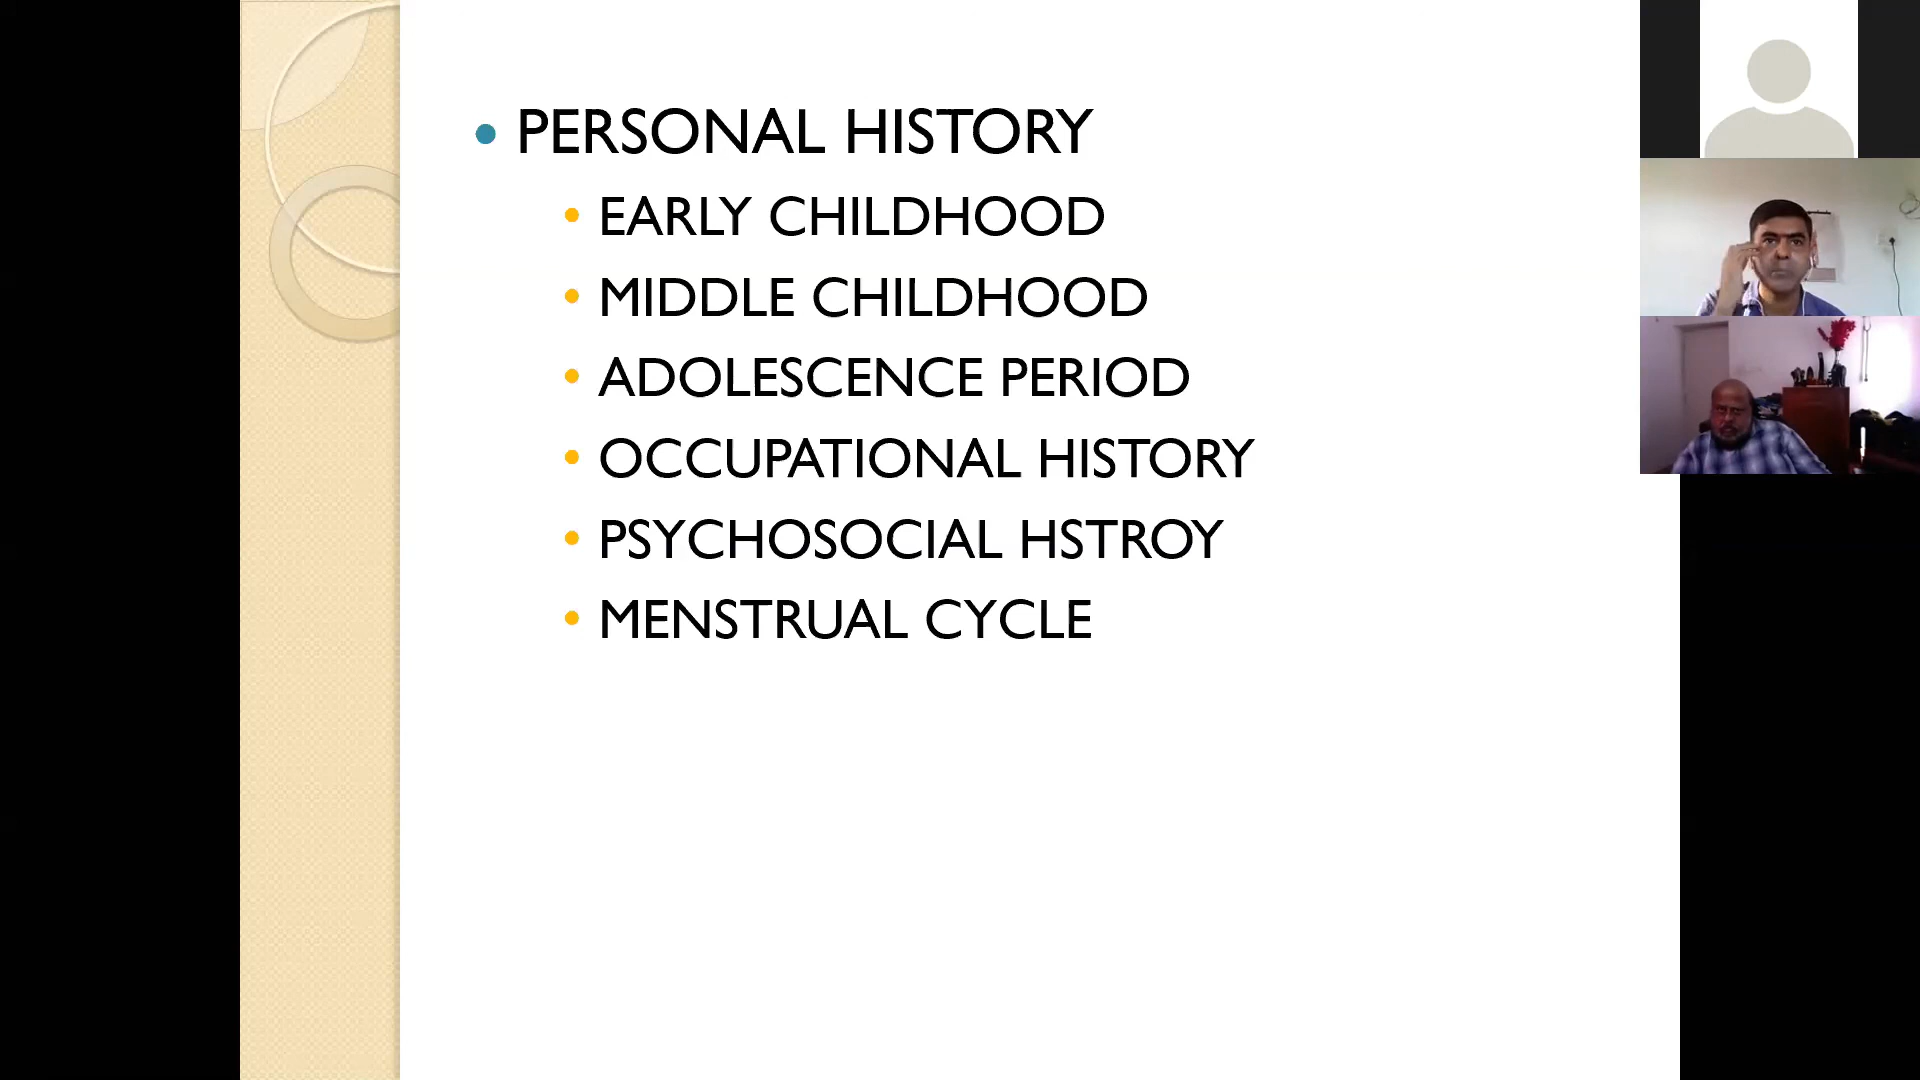 PERSONAL HISTORY
EARLY CHILDHOOD
MIDDLE CHILDHOOD
ADOLESCENCE PERIOD
OCCUPATIONAL HISTORY
PSYCHOSOCIAL HSTROY
MENSTRUAL CYCLE